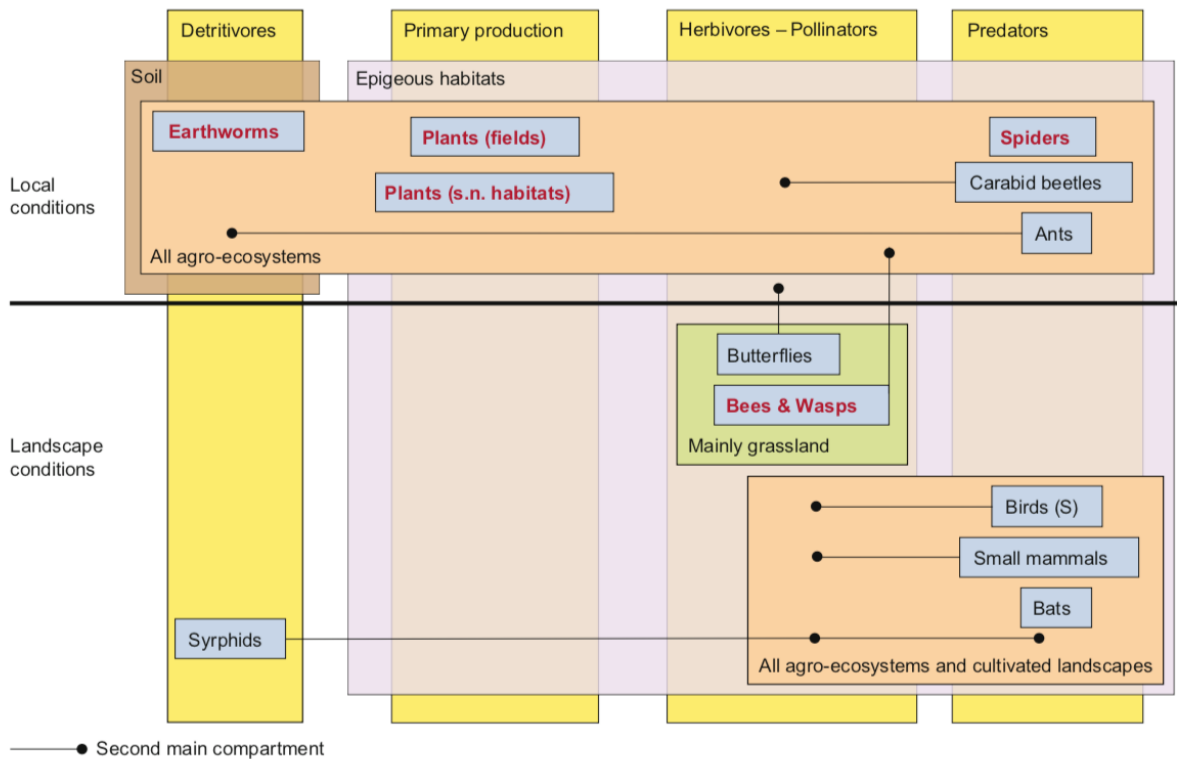 Detritivores
Primary production
Herbivores – Pollinators
Predators
Soil
Epigeous habitats
Earthworms
Plants (fields)
Spiders
Local
conditions
Plants (s.n. habitats)
Carabid beetles
Ants
All agro-ecosystems
Butterflies
Bees & Wasps
Landscape
conditions
Mainly grassland
Birds (S)
Small mammals
Bats
Syrphids
All agro-ecosystems and cultivated landscapes
Second main compartment